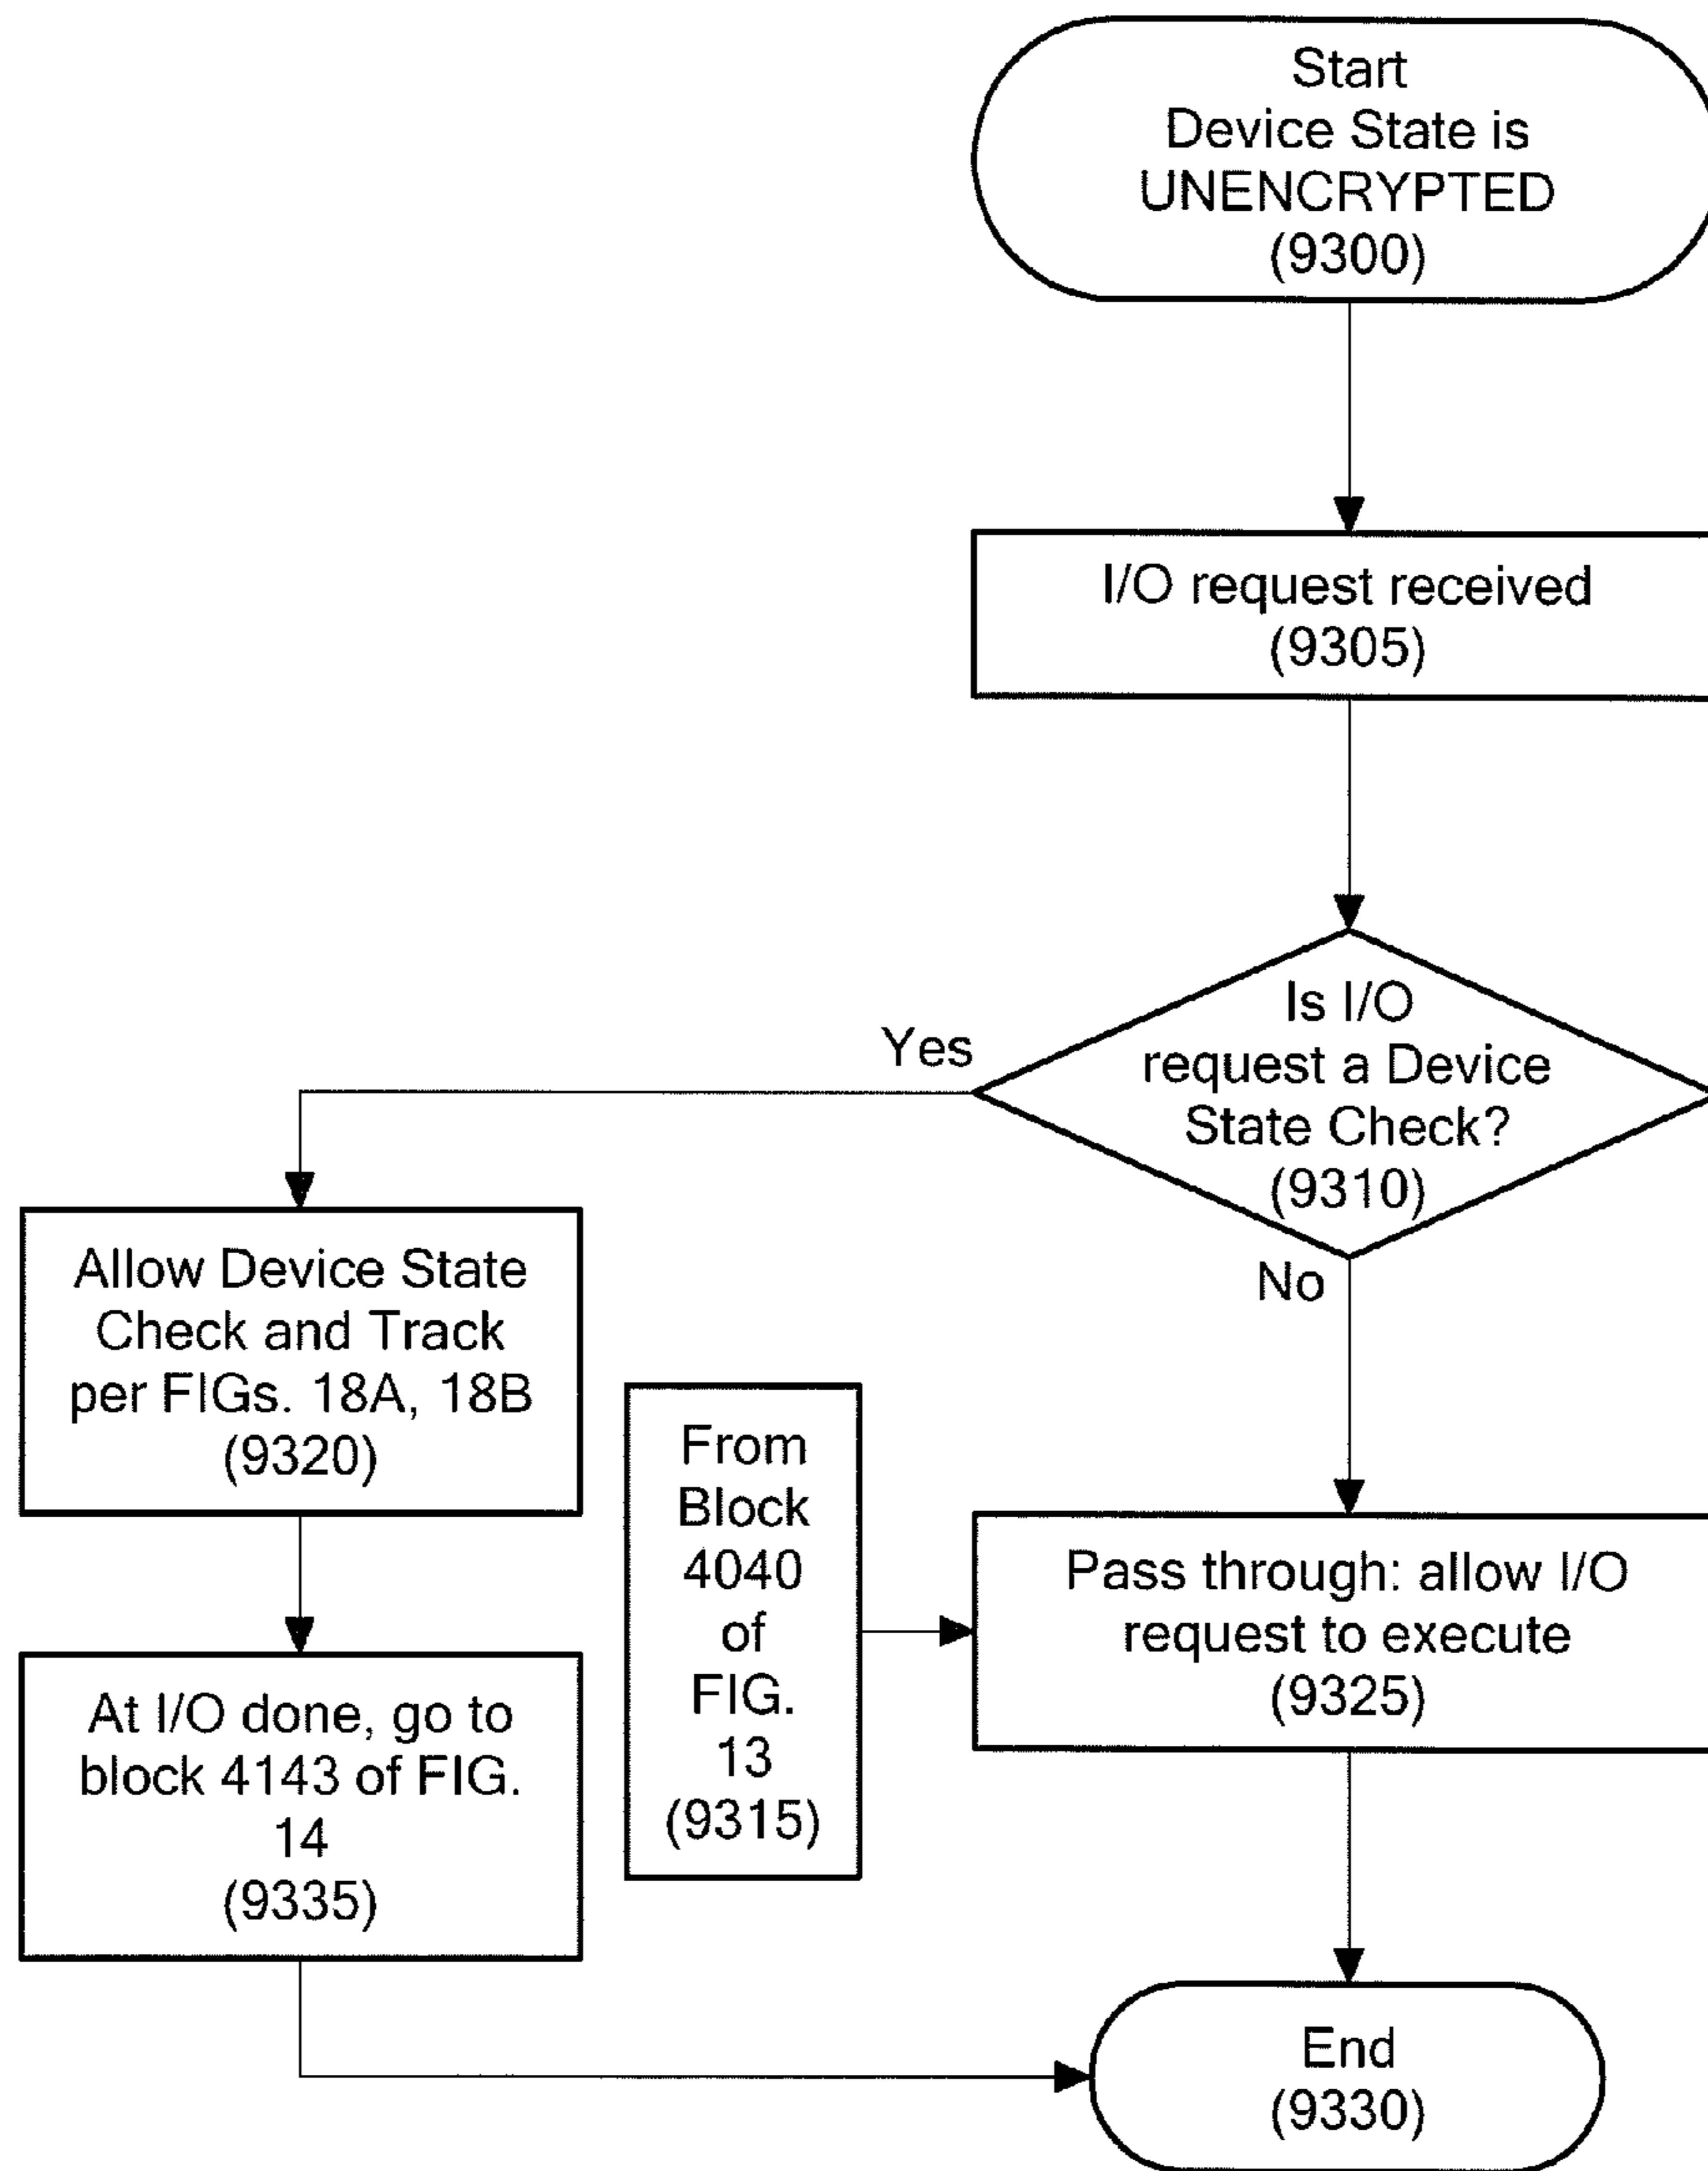 Start
Device State is
UNENCRYPTED
(9300)
I/O request received
(9305)
Is I/O
request a Device
State Check?
(9310)
Yes
No
Allow Device State
Check and Track
per FIGs. 18A, 18B
(9320)
From
Block
4040
of
FIG.
13
(9315)
Pass through: allow I/O
request to execute
(9325)
At I/O done, go to
block 4143 of FIG.
14
(9335)
End
(9330)